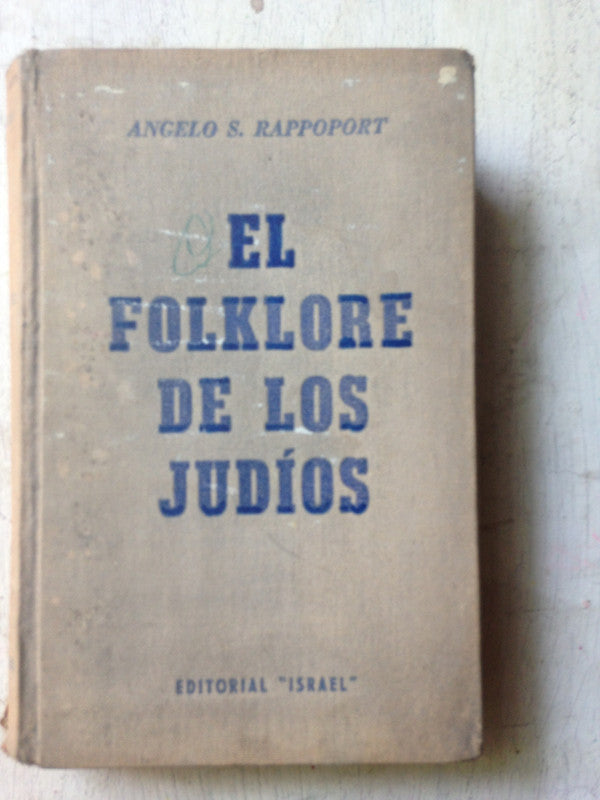 ANGELO S. RAPPOPORT
EL
FOLKLORE
DE LOS
JUDÍOS
EDITORIAL "ISRAEL"